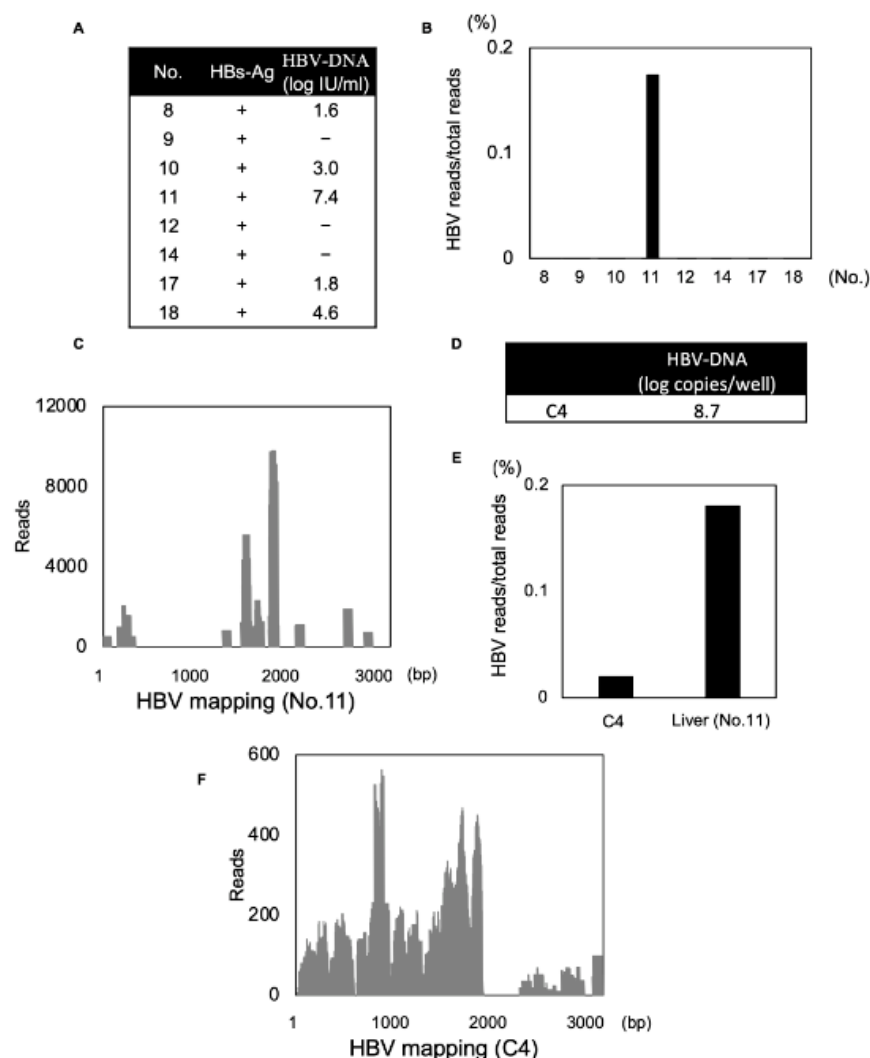 A
No. HBs-Ag HBV-DNA (log IU/ml)
8 + 1.6
9 + −
10 + 3.0
11 + 7.4
12 + −
14 + −
17 + 1.8
18 + 4.6
B
(%)
0.2
0.1
0
HBV reads/total reads
8 9 10 11 12 14 17 18 (No.)
C
12000
8000
4000
0
Reads
1 1000 2000 3000 (bp)
HBV mapping (No.11)
D
HBV-DNA
(log copies/well)
C4 8.7
E
(%)
0.2
0.1
0
HBV reads/total reads
C4 Liver (No.11)
F
600
400
200
0
Reads
1 1000 2000 3000 (bp)
HBV mapping (C4)